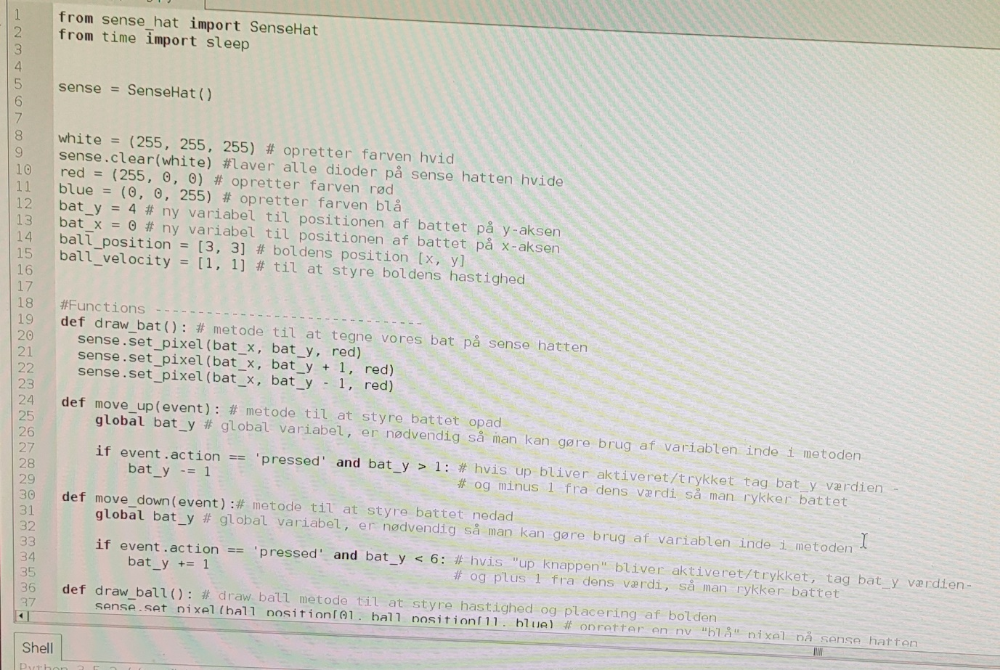 1 from sense_hat import SenseHat
2 from time import sleep
3
4
5 sense = SenseHat()
6
7
8 white = (255, 255, 255) # opretter farven hvid
9 sense.clear(white) #laver alle dioder på sense hatten hvide
10 red = (255, 0, 0) # opretter farven rød
11 blue = (0, 0, 255) # opretter farven blå
12 bat_y = 4 # ny variabel til positionen af battet på y-aksen
13 bat_x = 0 # ny variabel til positionen af battet på x-aksen
14 ball_position = [3, 3] # boldens position [x, y]
15 ball_velocity = [1, 1] # til at styre boldens hastighed
16
17
18 #Functions -------------------------------
19 def draw_bat(): # metode til at tegne vores bat på sense hatten
20 sense.set_pixel(bat_x, bat_y, red)
21 sense.set_pixel(bat_x, bat_y + 1, red)
22 sense.set_pixel(bat_x, bat_y - 1, red)
23
24 def move_up(event): # metode til at styre battet opad
25 global bat_y # global variabel, er nødvendig så man kan gøre brug af variablen inde i metoden
26
27 if event.action == 'pressed' and bat_y > 1: # hvis up bliver aktiveret/trykket tag bat_y værdien -
28 bat_y -= 1 # og minus 1 fra dens værdi så man rykker battet
29
30 def move_down(event):# metode til at styre battet nedad
31 global bat_y # global variabel, er nødvendig så man kan gøre brug af variablen inde i metoden
32
33 if event.action == 'pressed' and bat_y < 6: # hvis "up knappen" bliver aktiveret/trykket, tag bat_y værdien-
34 bat_y += 1 # og plus 1 fra dens værdi, så man rykker battet
35
36 def draw_ball(): # draw ball metode til at styre hastighed og placering af bolden
37 sense.set_pixel(ball_position[0], ball_position[1], blue) # opretter en ny "blå" pixel på sense hatten
Shell
Python